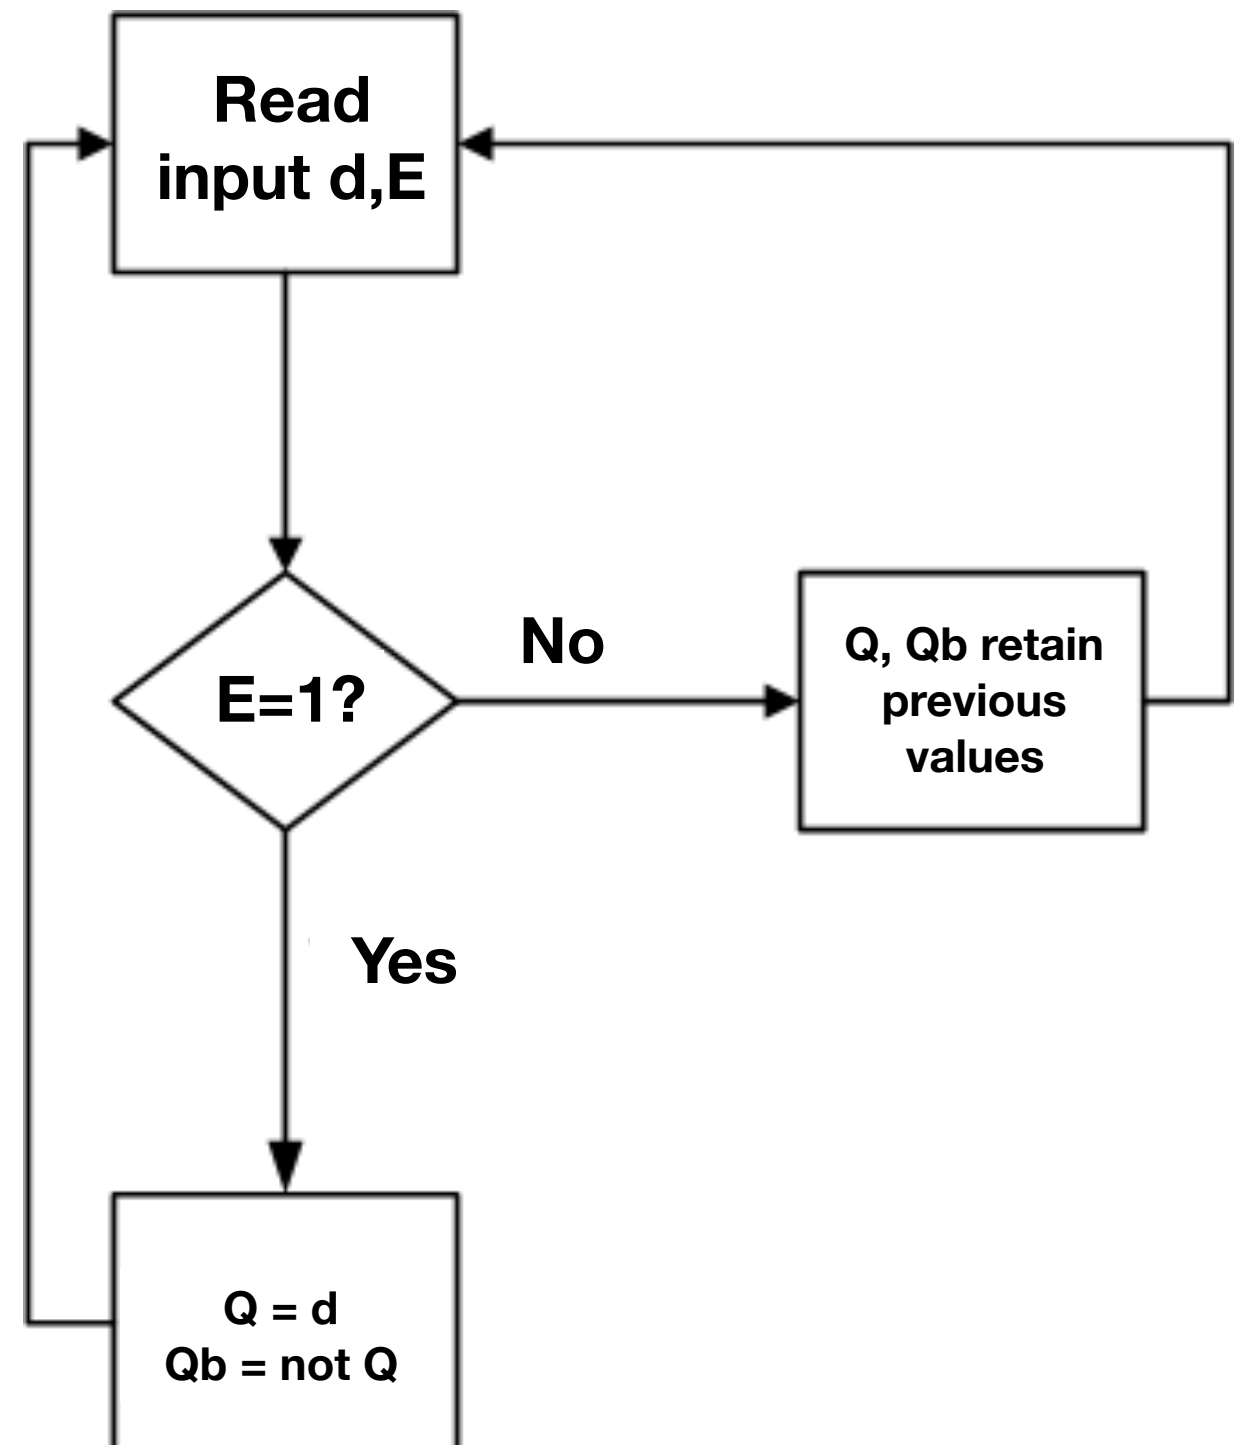 Read
input d,E
E=1?
No
Q, Qb retain
previous
values
Yes
Q = d
Qb = not Q